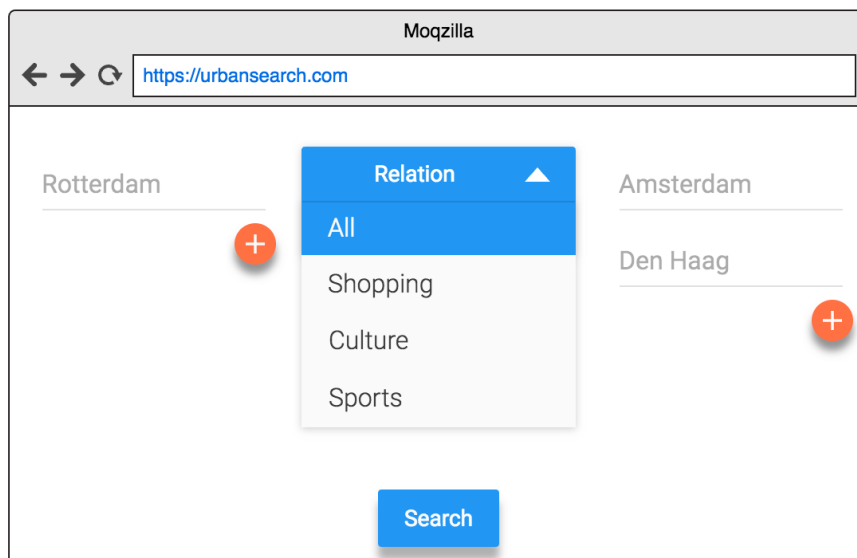 Moqzilla
https://urbansearch.com
Rotterdam
Relation
All
Shopping
Culture
Sports
Amsterdam
Den Haag
Search